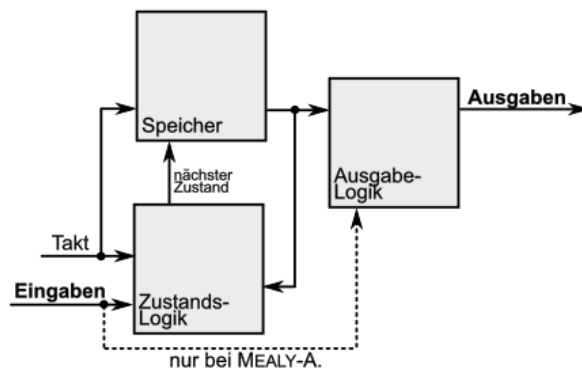 Speicher
Ausgaben
nächster
Zustand
Ausgabe-
Logik
Takt
Eingaben
Zustands-
Logik
nur bei MEALY-A.